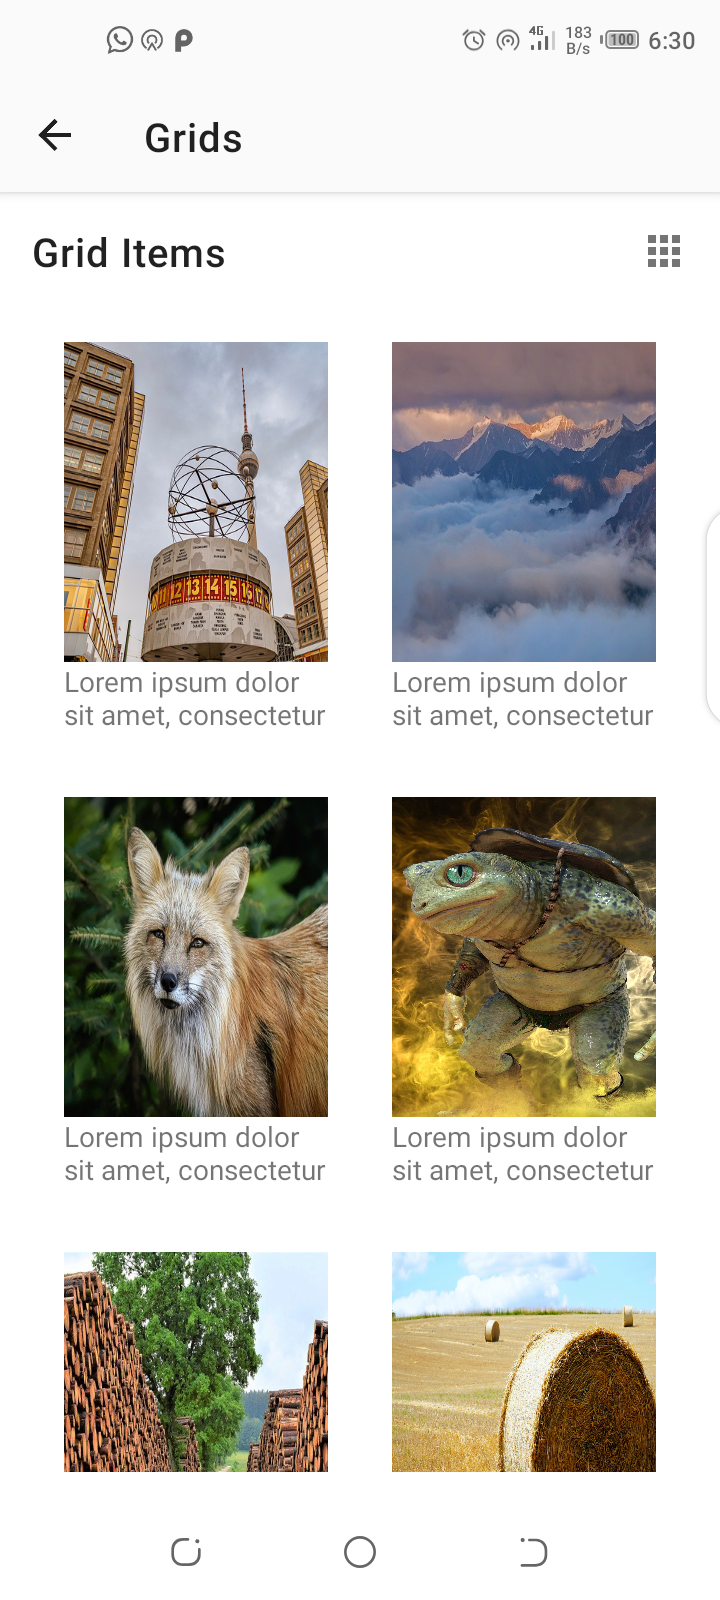 4G 183 B/s 100 6:30
Grids
Grid Items
12 13 14 15 16
Lorem ipsum dolor
sit amet, consectetur
Lorem ipsum dolor
sit amet, consectetur
Lorem ipsum dolor
sit amet, consectetur
Lorem ipsum dolor
sit amet, consectetur